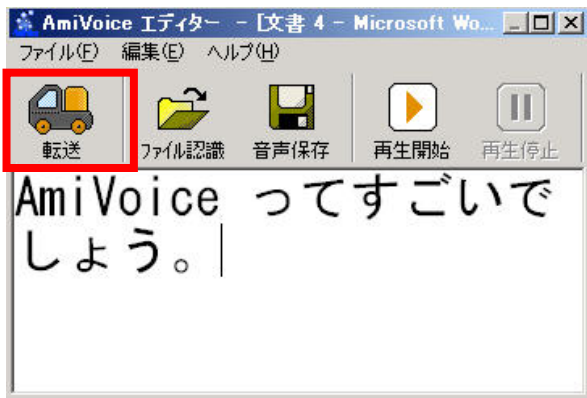 AmiVoice エディター - [文書 4 - Microsoft Wo...
ファイル(F) 編集(E) ヘルプ(H)
転送 ファイル認識 音声保存 再生開始 再生停止
AmiVoice ってすごいで
しょう。